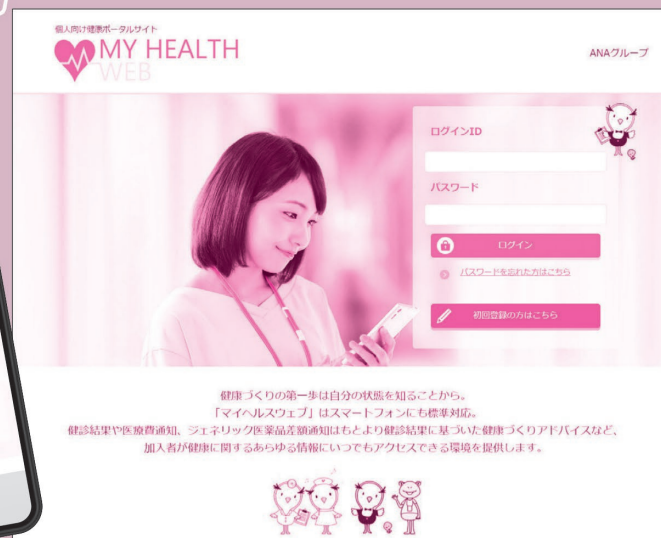 個人向け健康ポータルサイト
MY HEALTH
WEB
ANAグループ
ログインID
パスワード
ログイン
パスワードを忘れた方はこちら
初回登録の方はこちら
健康づくりの第一歩は自分の状態を知ることから。
「マイヘルスウェブ」はスマートフォンにも標準対応。
健診結果や医療費通知、ジェネリック医薬品差額通知はもとより健診結果に基づいた健康づくりアドバイスなど、
加入者が健康に関するあらゆる情報にいつでもアクセスできる環境を提供します。